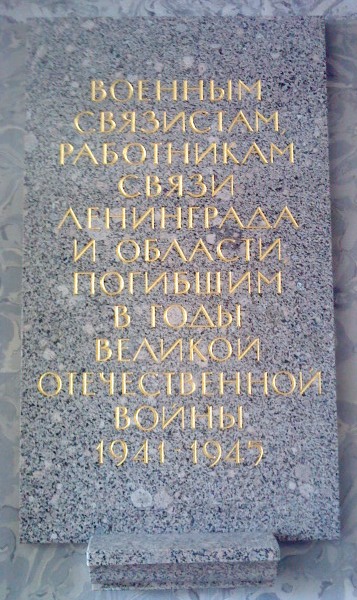 ВОЕННЫМ
СВЯЗИСТАМ,
РАБОТНИКАМ
СВЯЗИ
ЛЕНИНГРАДА
И ОБЛАСТИ
ПОГИБШИМ
В ГОДЫ
ВЕЛИКОЙ
ОТЕЧЕСТВЕННОЙ
ВОЙНЫ
1941-1945